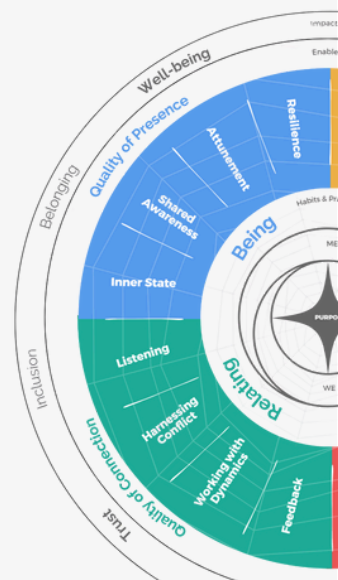 Impact
Enable
Well-being
Quality of Presence
Resilience
Attunement
Shared
Awareness
Inner State
Being
Habits & Pra
ME
PURPO
WE
Belonging
Inclusion
Listening
Harnessing
Conflict
Working with
Dynamics
Feedback
Relating
Quality of Connection
Trust